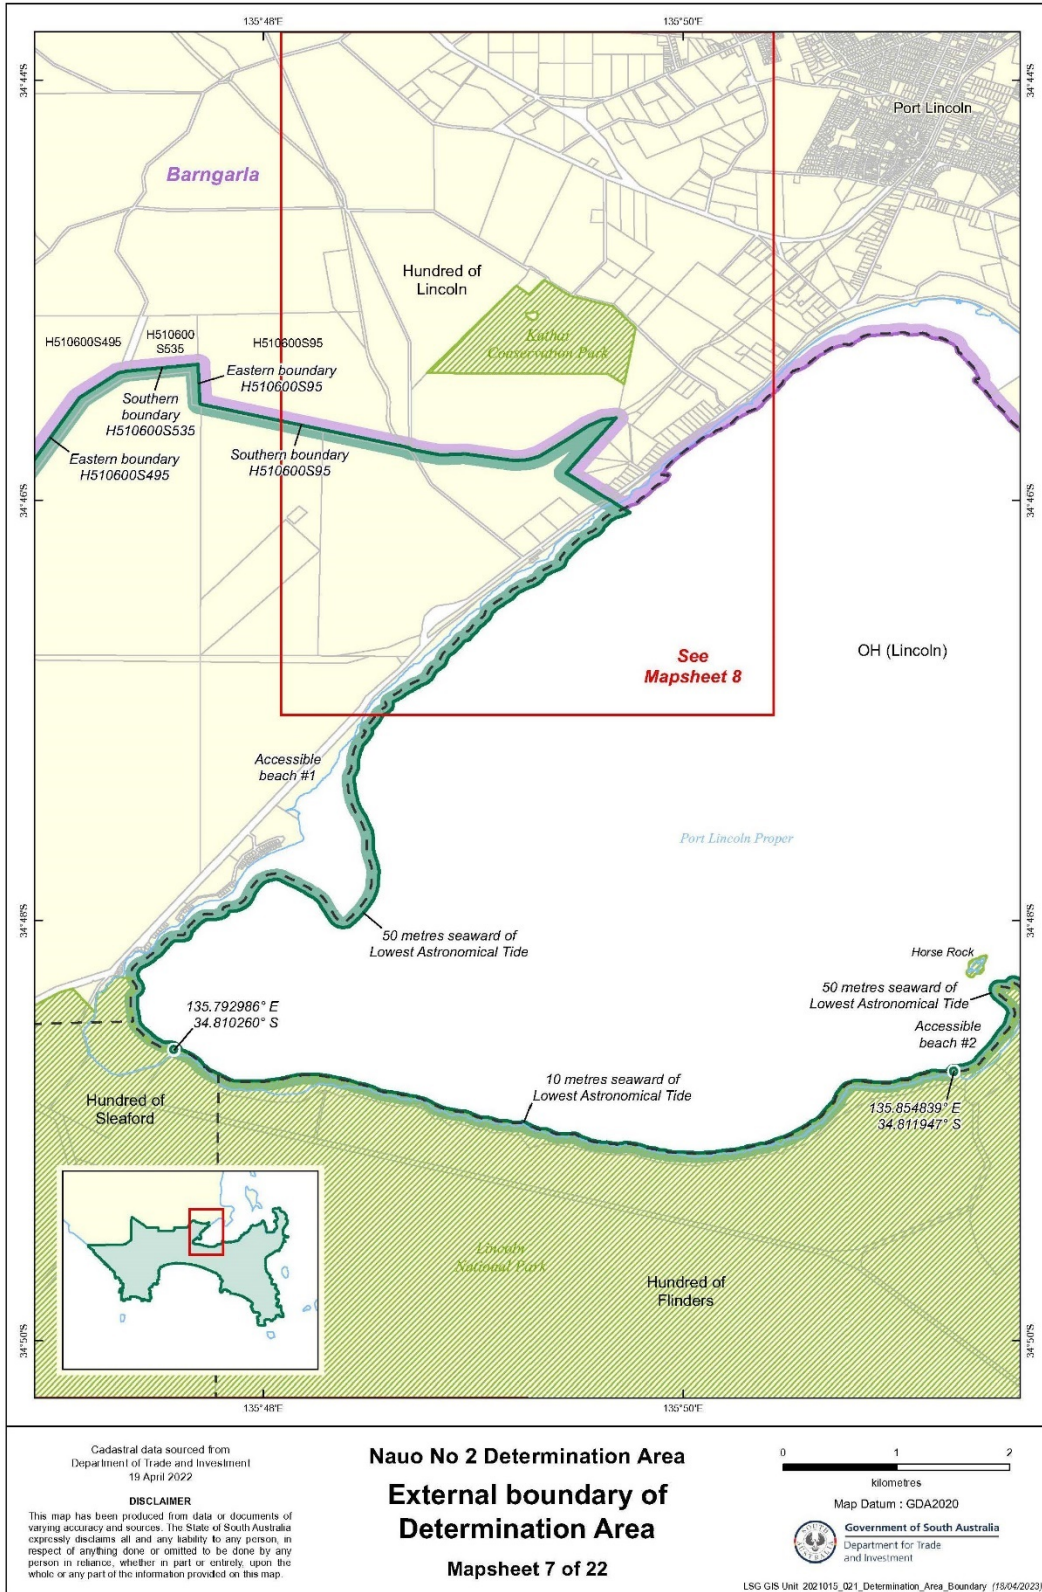 135°48'E
135°50'E
34°44'S
34°44'S
Port Lincoln
Barngarla
Hundred of
Lincoln
Kathai
Conservation Park
H510600S495
H510600
S535
H510600S95
Eastern boundary
H510600S95
Southern
boundary
H510600S535
Eastern boundary
H510600S495
Southern boundary
H510600S95
34°46'S
34°46'S
OH (Lincoln)
See
Mapsheet 8
Accessible
beach #1
Port Lincoln Proper
34°48'S
34°48'S
50 metres seaward of
Lowest Astronomical Tide
Horse Rock
50 metres seaward of
Lowest Astronomical Tide
Accessible
beach #2
135.792986° E
34.810260° S
10 metres seaward of
Lowest Astronomical Tide
135.854839° E
34.811947° S
Hundred of
Sleaford
Lincoln
National Park
Hundred of
Flinders
34°50'S
34°50'S
135°48'E
135°50'E
Cadastral data sourced from
Department of Trade and Investment
19 April 2022
DISCLAIMER
This map has been produced from data or documents of
varying accuracy and sources. The State of South Australia
expressly disclaims all and any liability to any person, in
respect of anything done or omitted to be done by any
person in reliance, whether in part or entirely, upon the
whole or any part of the information provided on this map.
Nauo No 2 Determination Area
External boundary of
Determination Area
Mapsheet 7 of 22
0 1 2
kilometres
Map Datum : GDA2020
SOUTH
AUSTRALIA
Government of South Australia
Department for Trade
and Investment
LSG GIS Unit 2021015_021_Determination_Area_Boundary (18/04/2023)